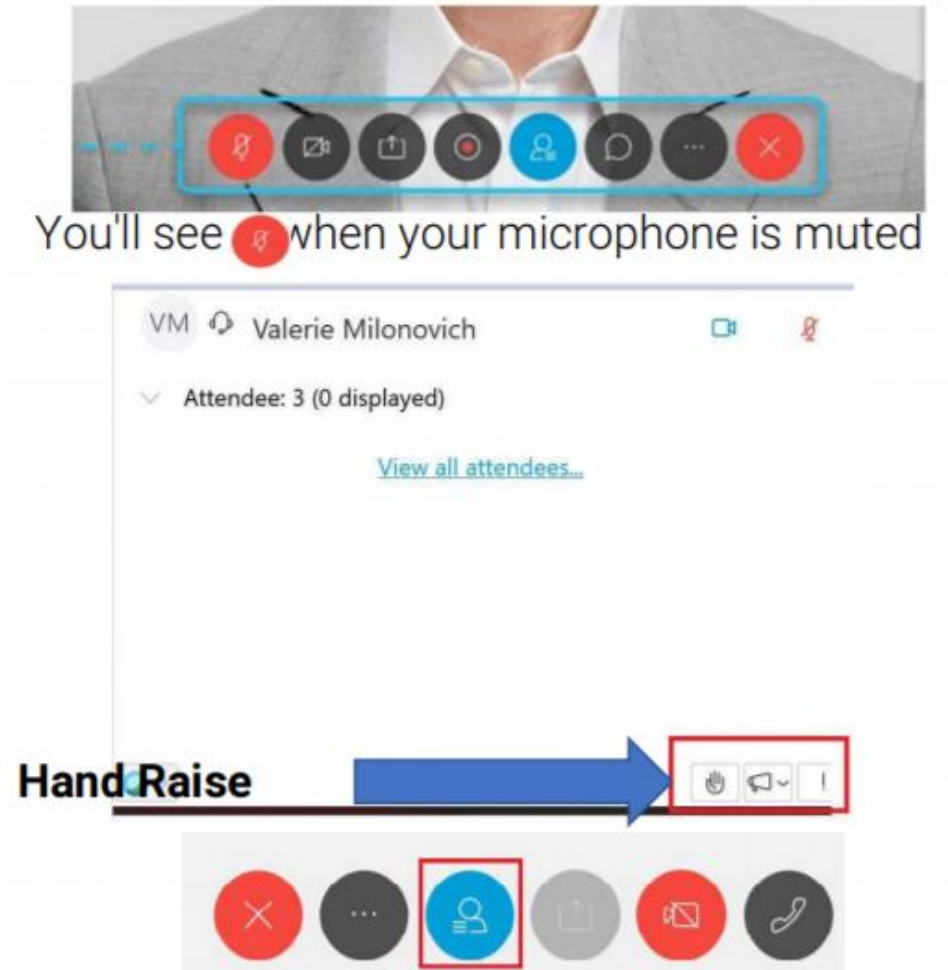 You'll see when your microphone is muted
VM Valerie Milonovich
Attendee: 3 (0 displayed)
View all attendees...
Hand Raise